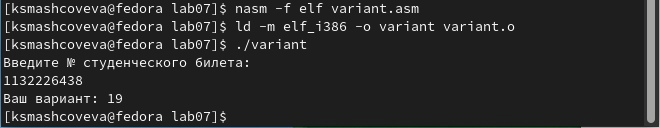 [ksmashcoveva@fedora lab07]$ nasm -f elf variant.asm
[ksmashcoveva@fedora lab07]$ ld -m elf_i386 -o variant variant.o
[ksmashcoveva@fedora lab07]$ ./variant
Введите № студенческого билета:
1132226438
Ваш вариант: 19
[ksmashcoveva@fedora lab07]$